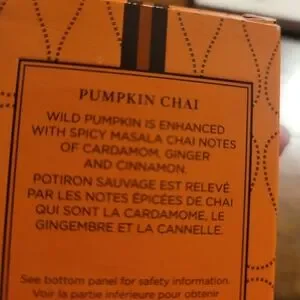 PUMPKIN CHAI
WILD PUMPKIN IS ENHANCED
WITH SPICY MASALA CHAI NOTES
OF CARDAMOM, GINGER
AND CINNAMON.
POTIRON SAUVAGE EST RELEVÉ
PAR LES NOTES ÉPICÉES DE CHAI
QUI SONT LA CARDAMOME, LE
GINGEMBRE ET LA CANNELLE.
See bottom panel for safety information.
Voir la partie inférieure pour obtenir